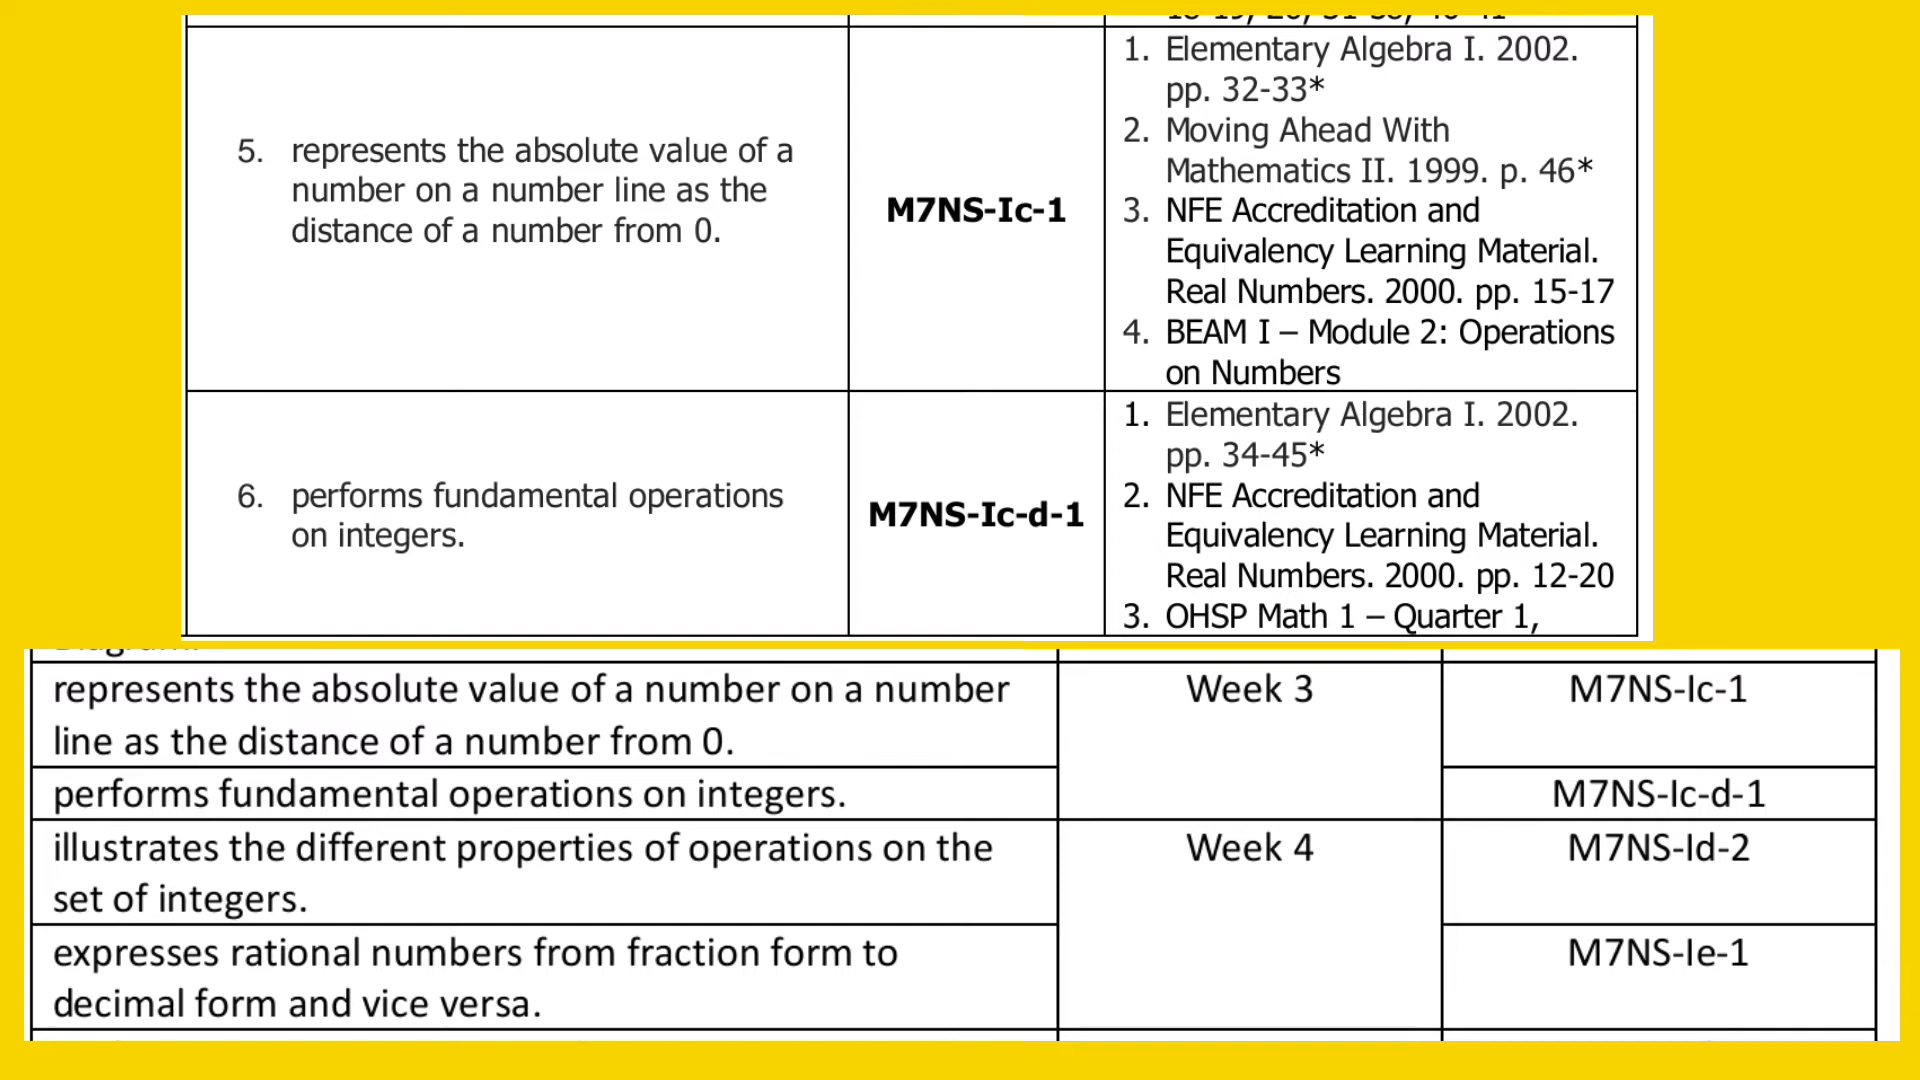 5. represents the absolute value of a
number on a number line as the
distance of a number from 0.
M7NS-Ic-1
1. Elementary Algebra I. 2002.
pp. 32-33*
2. Moving Ahead With
Mathematics II. 1999. p. 46*
3. NFE Accreditation and
Equivalency Learning Material.
Real Numbers. 2000. pp. 15-17
4. BEAM I – Module 2: Operations
on Numbers
6. performs fundamental operations
on integers.
M7NS-Ic-d-1
1. Elementary Algebra I. 2002.
pp. 34-45*
2. NFE Accreditation and
Equivalency Learning Material.
Real Numbers. 2000. pp. 12-20
3. OHSP Math 1 – Quarter 1,
represents the absolute value of a number on a number
line as the distance of a number from 0.
Week 3
M7NS-Ic-1
performs fundamental operations on integers.
M7NS-Ic-d-1
illustrates the different properties of operations on the
set of integers.
Week 4
M7NS-Id-2
expresses rational numbers from fraction form to
decimal form and vice versa.
M7NS-Ie-1